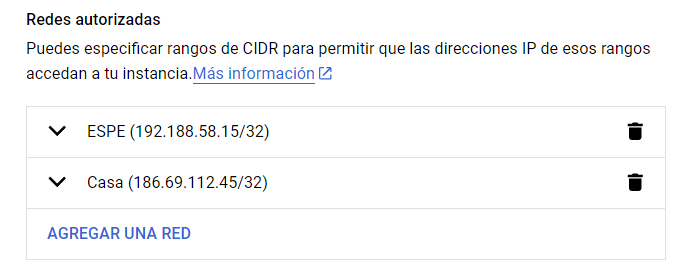 Redes autorizadas
Puedes especificar rangos de CIDR para permitir que las direcciones IP de esos rangos
accedan a tu instancia.Más información
ESPE (192.188.58.15/32)
Casa (186.69.112.45/32)
AGREGAR UNA RED